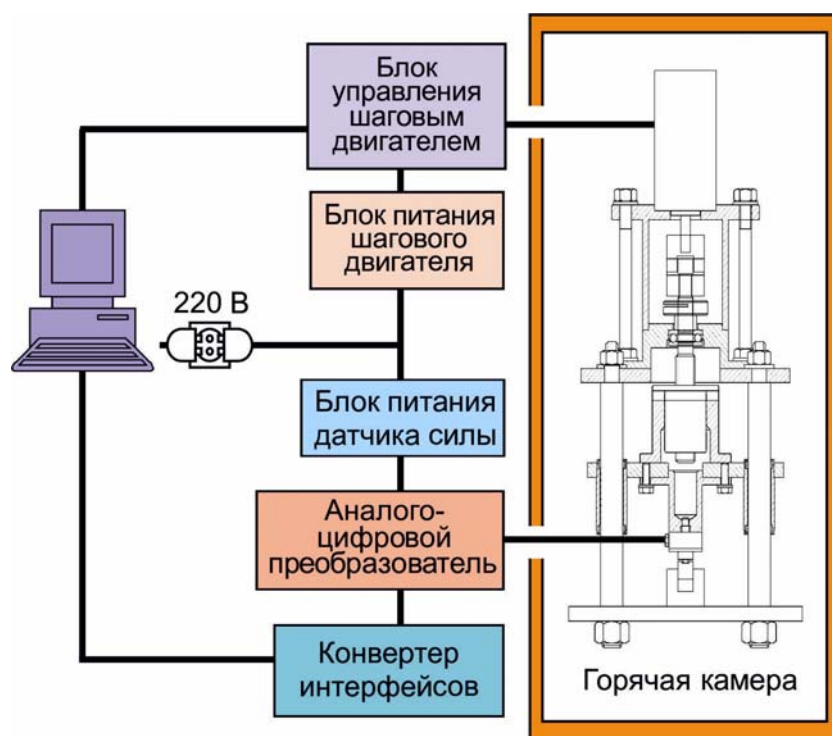 Блок
управления
шаговым
двигателем
Блок питания
шагового
двигателя
220 В
Блок питания
датчика силы
Аналого-
цифровой
преобразователь
Конвертер
интерфейсов
Горячая камера